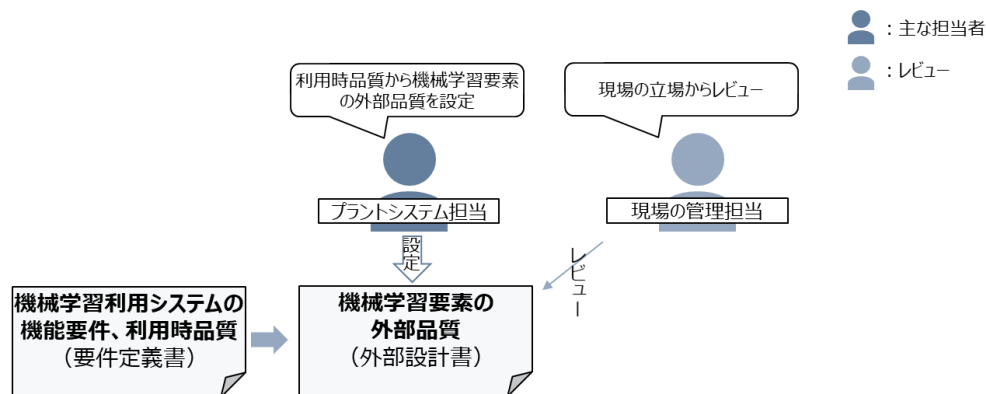 ：主な担当者
：レビュー
利用時品質から機械学習要素
の外部品質を設定
現場の立場からレビュー
プラントシステム担当
現場の管理担当
設定
レビュー
機械学習利用システムの
機能要件、利用時品質
（要件定義書）
機械学習要素の
外部品質
（外部設計書）